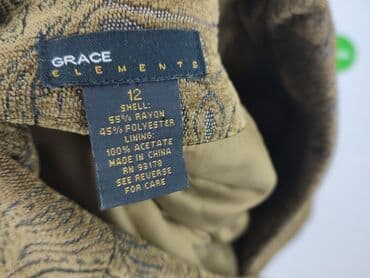 GRACE
ELEMENTS
12
SHELL:
55% RAYON
45% POLYESTER
LINING:
100% ACETATE
MADE IN CHINA
RN 99178
SEE REVERSE
FOR CARE